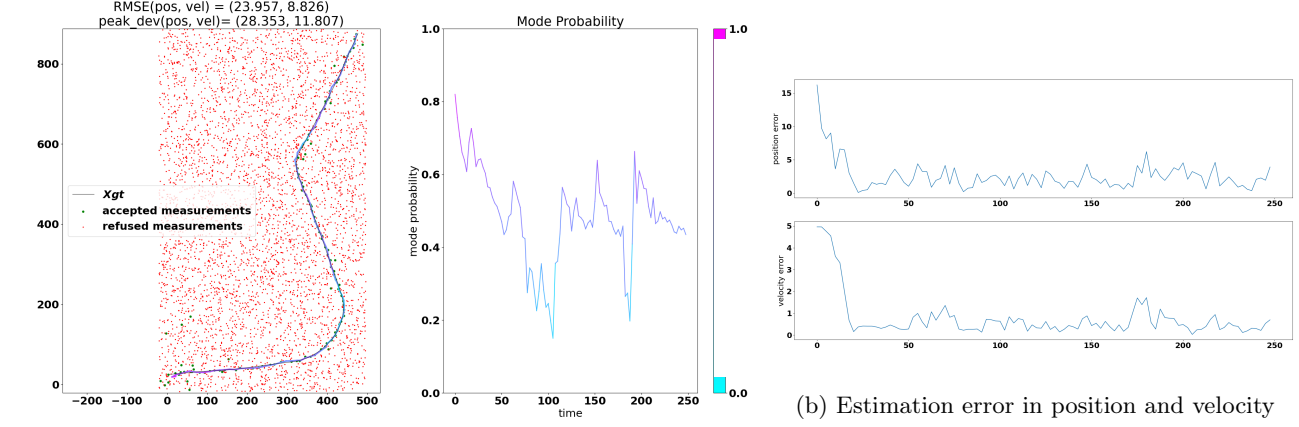 RMSE(pos, vel) = (23.957, 8.826)
peak_dev(pos, vel)= (28.353, 11.807)
800
600
400
200
0
−200 −100 0 100 200 300 400 500
Xgt
accepted measurements
refused measurements
Mode Probability
mode probability
1.0
0.8
0.6
0.4
0.2
0.0
0 50 100 150 200 250
time
1.0
0.0
position error
15
10
5
0
0 50 100 150 200 250
velocity error
5
4
3
2
1
0
0 50 100 150 200 250
(b) Estimation error in position and velocity